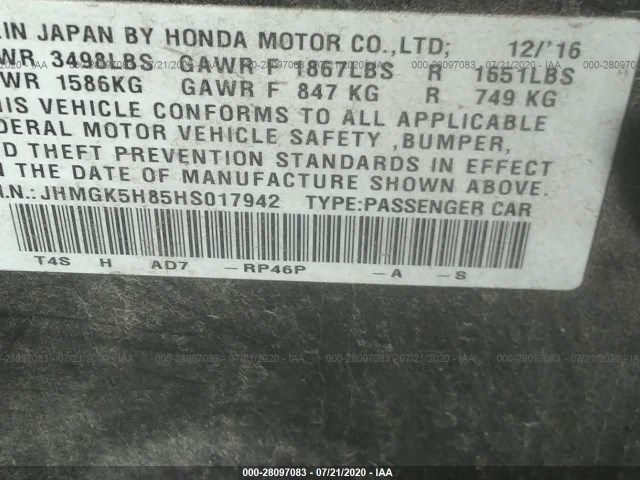 IN JAPAN BY HONDA MOTOR CO.,LTD; 12/'16
WR 3498LBS GAWR F 1867LBS R 1651LBS
WR 1586KG GAWR F 847 KG R 749 KG
HIS VEHICLE CONFORMS TO ALL APPLICABLE
DERAL MOTOR VEHICLE SAFETY ,BUMPER,
D THEFT PREVENTION STANDARDS IN EFFECT
N THE DATE OF MANUFACTURE SHOWN ABOVE.
I.N.:JHMGK5H85HS017942 TYPE:PASSENGER CAR
T4S H AD7 -RP46P -A -S
000-28097083 - 07/21/2020 - IAA